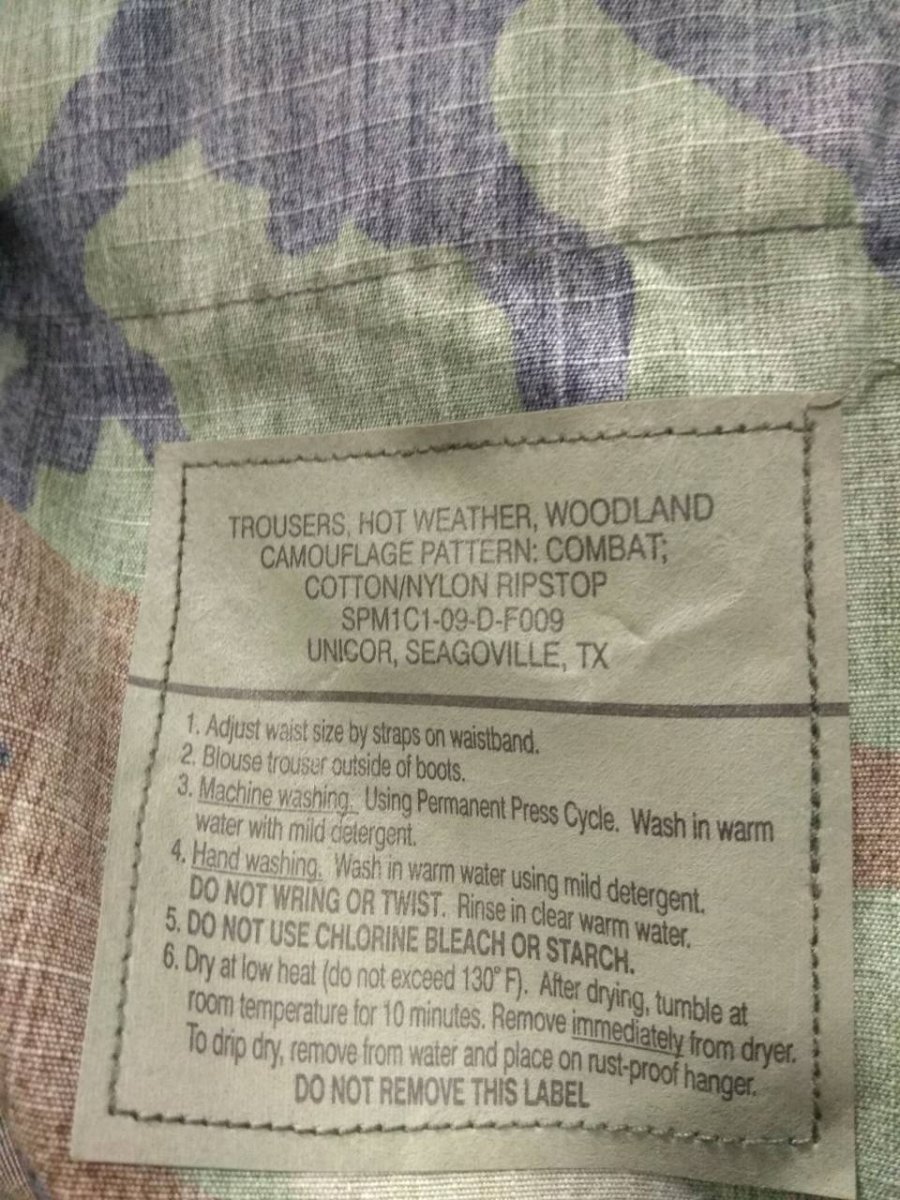 TROUSERS, HOT WEATHER, WOODLAND
CAMOUFLAGE PATTERN: COMBAT;
COTTON/NYLON RIPSTOP
SPM1C1-09-D-F009
UNICOR, SEAGOVILLE, TX
1. Adjust waist size by straps on waistband.
2. Blouse trouser outside of boots.
3. Machine washing. Using Permanent Press Cycle. Wash in warm
water with mild detergent.
4. Hand washing. Wash in warm water using mild detergent.
DO NOT WRING OR TWIST. Rinse in clear warm water.
5. DO NOT USE CHLORINE BLEACH OR STARCH.
6. Dry at low heat (do not exceed 130° F). After drying, tumble at
room temperature for 10 minutes. Remove immediately from dryer.
To drip dry, remove from water and place on rust-proof hanger.
DO NOT REMOVE THIS LABEL